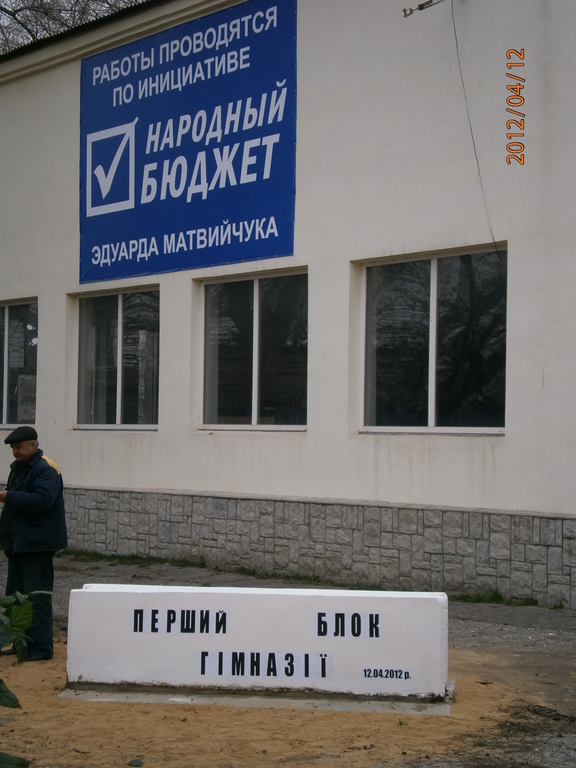 РАБОТЫ ПРОВОДЯТСЯ
ПО ИНИЦИАТИВЕ
НАРОДНЫЙ
БЮДЖЕТ
ЭДУАРДА МАТВИЙЧУКА
2012/04/12
ПЕРШИЙ БЛОК
ГІМНАЗІЇ 12.04.2012 р.